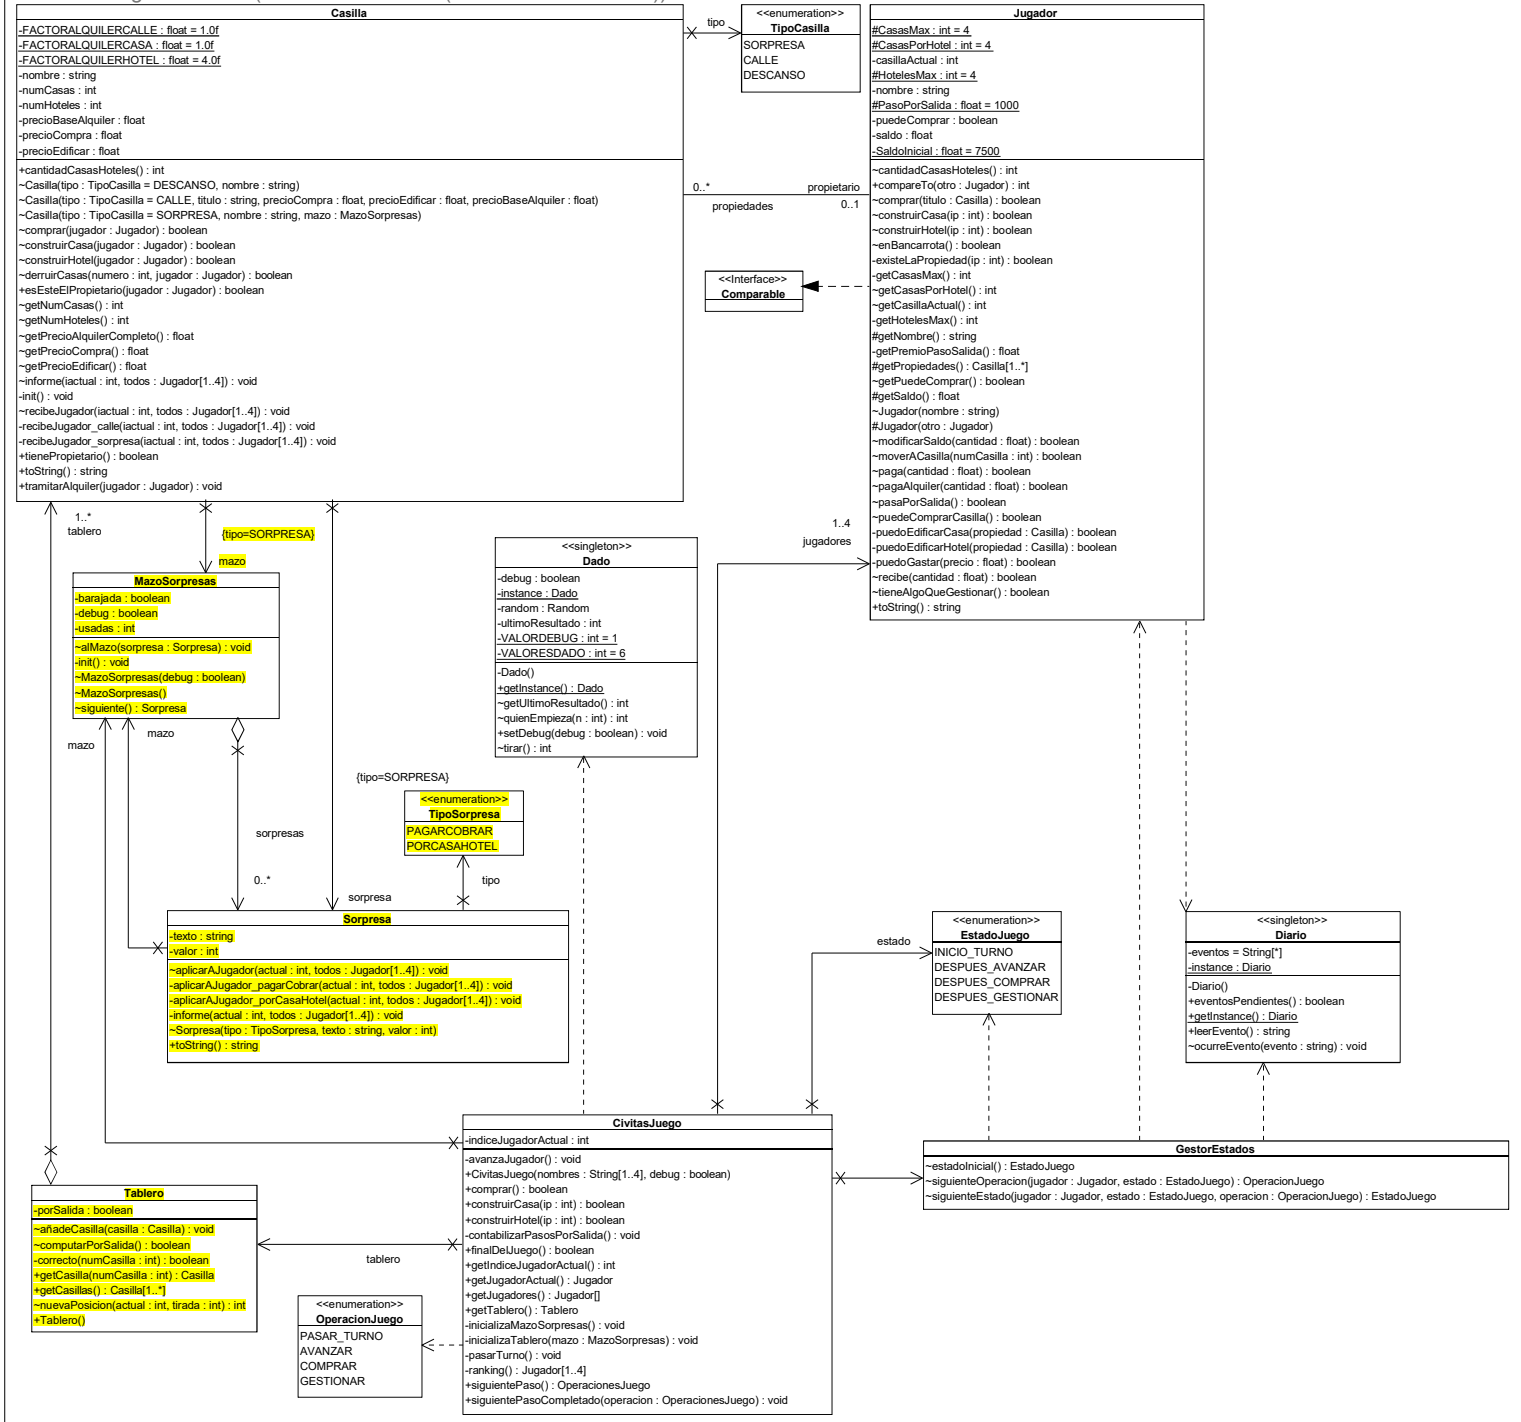 Casilla
-FACTORALQUILERCALLE : float = 1.0f
-FACTORALQUILERCASA : float = 1.0f
-FACTORALQUILERHOTEL : float = 4.0f
-nombre : string
-numCasas : int
-numHoteles : int
-precioBaseAlquiler : float
-precioCompra : float
-precioEdificar : float
+cantidadCasasHoteles() : int
~Casilla(tipo : TipoCasilla = DESCANSO, nombre : string)
~Casilla(tipo : TipoCasilla = CALLE, titulo : string, precioCompra : float, precioEdificar : float, precioBaseAlquiler : float)
~Casilla(tipo : TipoCasilla = SORPRESA, nombre : string, mazo : MazoSorpresas)
~comprar(jugador : Jugador) : boolean
~construirCasa(jugador : Jugador) : boolean
~construirHotel(jugador : Jugador) : boolean
~derruirCasas(numero : int, jugador : Jugador) : boolean
+esEsteElPropietario(jugador : Jugador) : boolean
~getNumCasas() : int
~getNumHoteles() : int
~getPrecioAlquilerCompleto() : float
~getPrecioCompra() : float
~getPrecioEdificar() : float
~informe(iactual : int, todos : Jugador[1..4]) : void
-init() : void
~recibeJugador(iactual : int, todos : Jugador[1..4]) : void
-recibeJugador_calle(iactual : int, todos : Jugador[1..4]) : void
-recibeJugador_sorpresa(iactual : int, todos : Jugador[1..4]) : void
+tienePropietario() : boolean
+toString() : string
+tramitarAlquiler(jugador : Jugador) : void
tipo
<<enumeration>>
TipoCasilla
SORPRESA
CALLE
DESCANSO
0..*
propietario
propiedades
0..1
<<Interface>>
Comparable
Jugador
#CasasMax : int = 4
#CasasPorHotel : int = 4
-casillaActual : int
#HotelesMax : int = 4
-nombre : string
#PasoPorSalida : float = 1000
-puedeComprar : boolean
-saldo : float
-SaldoInicial : float = 7500
~cantidadCasasHoteles() : int
+compareTo(otro : Jugador) : int
~comprar(titulo : Casilla) : boolean
~construirCasa(ip : int) : boolean
~construirHotel(ip : int) : boolean
~enBancarrota() : boolean
-existeLaPropiedad(ip : int) : boolean
-getCasasMax() : int
~getCasasPorHotel() : int
~getCasillaActual() : int
-getHotelesMax() : int
#getNombre() : string
-getPremioPasoSalida() : float
#getPropiedades() : Casilla[1..*]
~getPuedeComprar() : boolean
#getSaldo() : float
~Jugador(nombre : string)
#Jugador(otro : Jugador)
~modificarSaldo(cantidad : float) : boolean
~moverACasilla(numCasilla : int) : boolean
~paga(cantidad : float) : boolean
~pagaAlquiler(cantidad : float) : boolean
~pasaPorSalida() : boolean
~puedeComprarCasilla() : boolean
-puedoEdificarCasa(propiedad : Casilla) : boolean
-puedoEdificarHotel(propiedad : Casilla) : boolean
-puedoGastar(precio : float) : boolean
~recibe(cantidad : float) : boolean
~tieneAlgoQueGestionar() : boolean
+toString() : string
1..*
tablero
{tipo=SORPRESA}
mazo
1..4
jugadores
MazoSorpresas
-barajada : boolean
-debug : boolean
-usadas : int
~alMazo(sorpresa : Sorpresa) : void
-init() : void
~MazoSorpresas(debug : boolean)
~MazoSorpresas()
~siguiente() : Sorpresa
mazo
mazo
<<singleton>>
Dado
-debug : boolean
-instance : Dado
-random : Random
-ultimoResultado : int
-VALORDEBUG : int = 1
-VALORESDADO : int = 6
-Dado()
+getInstance() : Dado
~getUltimoResultado() : int
~quienEmpieza(n : int) : int
+setDebug(debug : boolean) : void
~tirar() : int
{tipo=SORPRESA}
<<enumeration>>
TipoSorpresa
PAGARCOBRAR
PORCASAHOTEL
sorpresas
0..*
sorpresa
tipo
Sorpresa
-texto : string
-valor : int
~aplicarAJugador(actual : int, todos : Jugador[1..4]) : void
-aplicarAJugador_pagarCobrar(actual : int, todos : Jugador[1..4]) : void
-aplicarAJugador_porCasaHotel(actual : int, todos : Jugador[1..4]) : void
-informe(actual : int, todos : Jugador[1..4]) : void
~Sorpresa(tipo : TipoSorpresa, texto : string, valor : int)
+toString() : string
estado
<<enumeration>>
EstadoJuego
INICIO_TURNO
DESPUES_AVANZAR
DESPUES_COMPRAR
DESPUES_GESTIONAR
<<singleton>>
Diario
-eventos = String[*]
-instance : Diario
-Diario()
+eventosPendientes() : boolean
+getInstance() : Diario
+leerEvento() : string
~ocurreEvento(evento : string) : void
CivitasJuego
-indiceJugadorActual : int
-avanzaJugador() : void
+CivitasJuego(nombres : String[1..4], debug : boolean)
+comprar() : boolean
+construirCasa(ip : int) : boolean
+construirHotel(ip : int) : boolean
-contabilizarPasosPorSalida() : void
+finalDelJuego() : boolean
+getIndiceJugadorActual() : int
+getJugadorActual() : Jugador
+getJugadores() : Jugador[]
+getTablero() : Tablero
-inicializaMazoSorpresas() : void
-inicializaTablero(mazo : MazoSorpresas) : void
-pasarTurno() : void
-ranking() : Jugador[1..4]
+siguientePaso() : OperacionesJuego
+siguientePasoCompletado(operacion : OperacionesJuego) : void
GestorEstados
~estadoInicial() : EstadoJuego
~siguienteOperacion(jugador : Jugador, estado : EstadoJuego) : OperacionJuego
~siguienteEstado(jugador : Jugador, estado : EstadoJuego, operacion : OperacionJuego) : EstadoJuego
Tablero
-porSalida : boolean
~añadeCasilla(casilla : Casilla) : void
~computarPorSalida() : boolean
-correcto(numCasilla : int) : boolean
+getCasilla(numCasilla : int) : Casilla
+getCasillas() : Casilla[1..*]
~nuevaPosicion(actual : int, tirada : int) : int
+Tablero()
tablero
<<enumeration>>
OperacionJuego
PASAR_TURNO
AVANZAR
COMPRAR
GESTIONAR